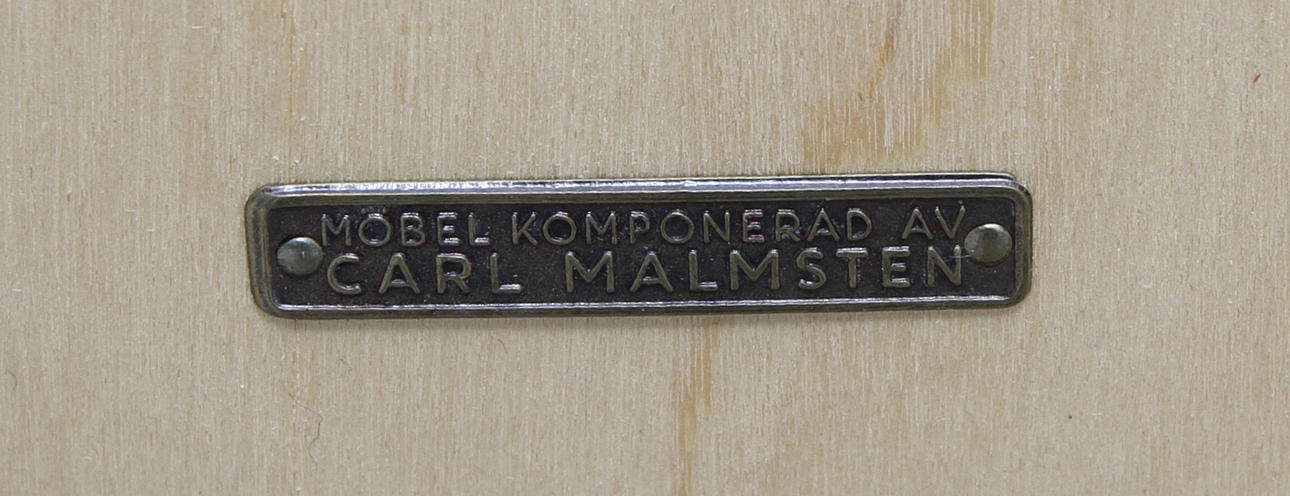 MÖBEL KOMPONERAD AV
CARL MALMSTEN